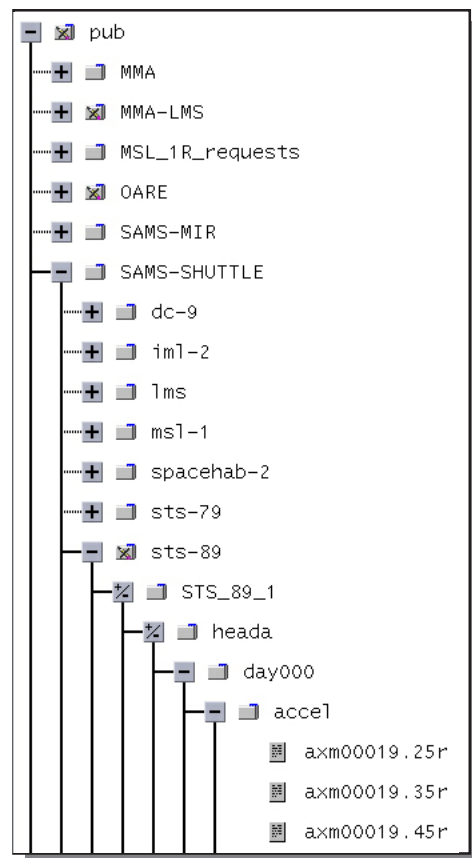 pub
MMA
MMA-LMS
MSL_1R_requests
OARE
SAMS-MIR
SAMS-SHUTTLE
dc-9
iml-2
lms
msl-1
spacehab-2
sts-79
sts-89
STS_89_1
heada
day000
accel
axm00019.25r
axm00019.35r
axm00019.45r